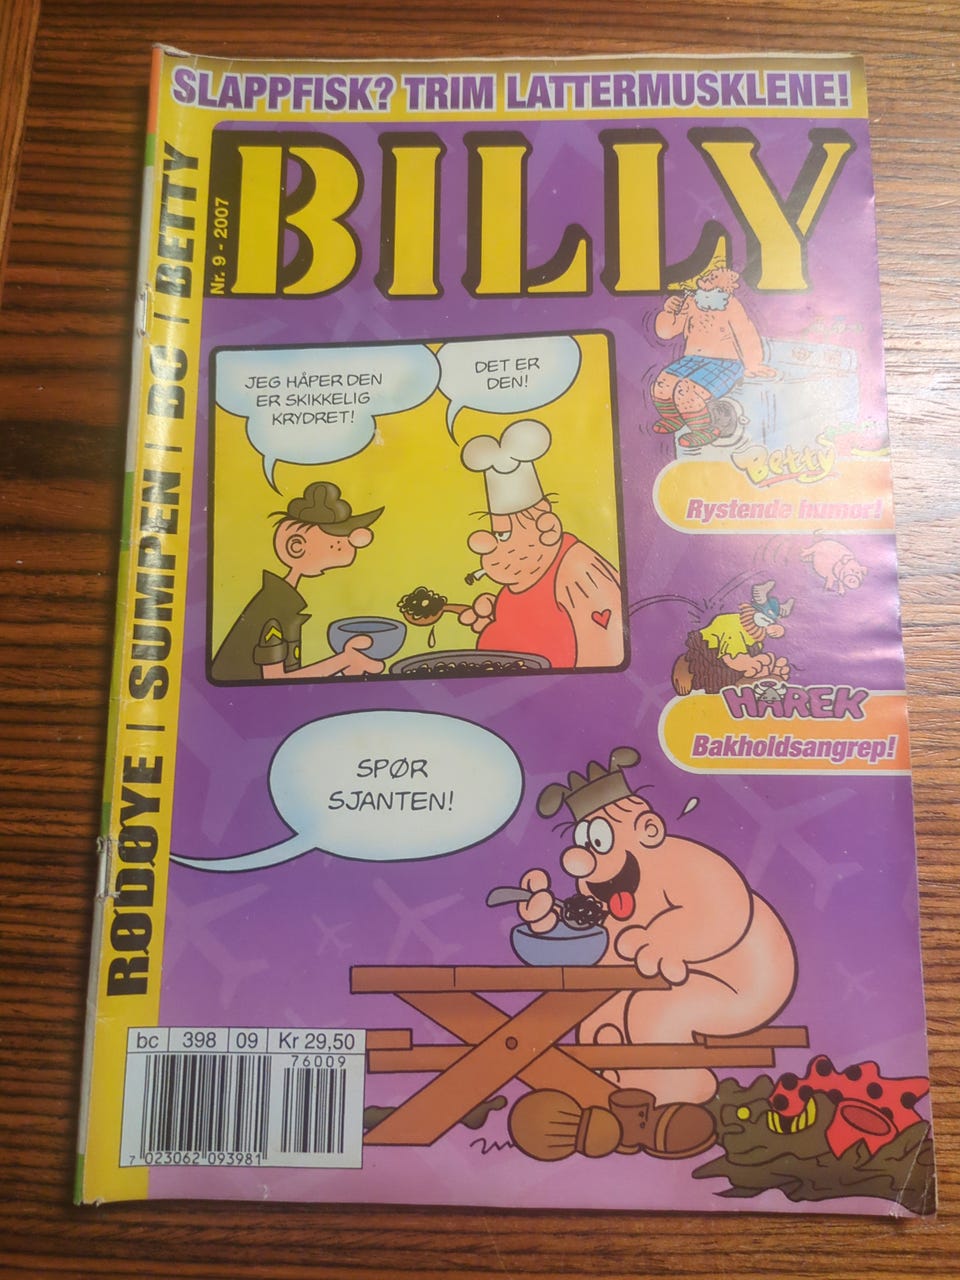 SLAPPFISK? TRIM LATTERMUSKLENE!
BILLY
Nr. 9 - 2007
RØDØYE | SUMPEN | BC | BETTY
JEG HÅPER DEN
ER SKIKKELIG
KRYDRET!
DET ER
DEN!
Betty
Rystende humor!
HÅREK
Bakholdsangrep!
SPØR
SJANTEN!
bc 398 09 Kr 29,50
76009
7 023062 093981